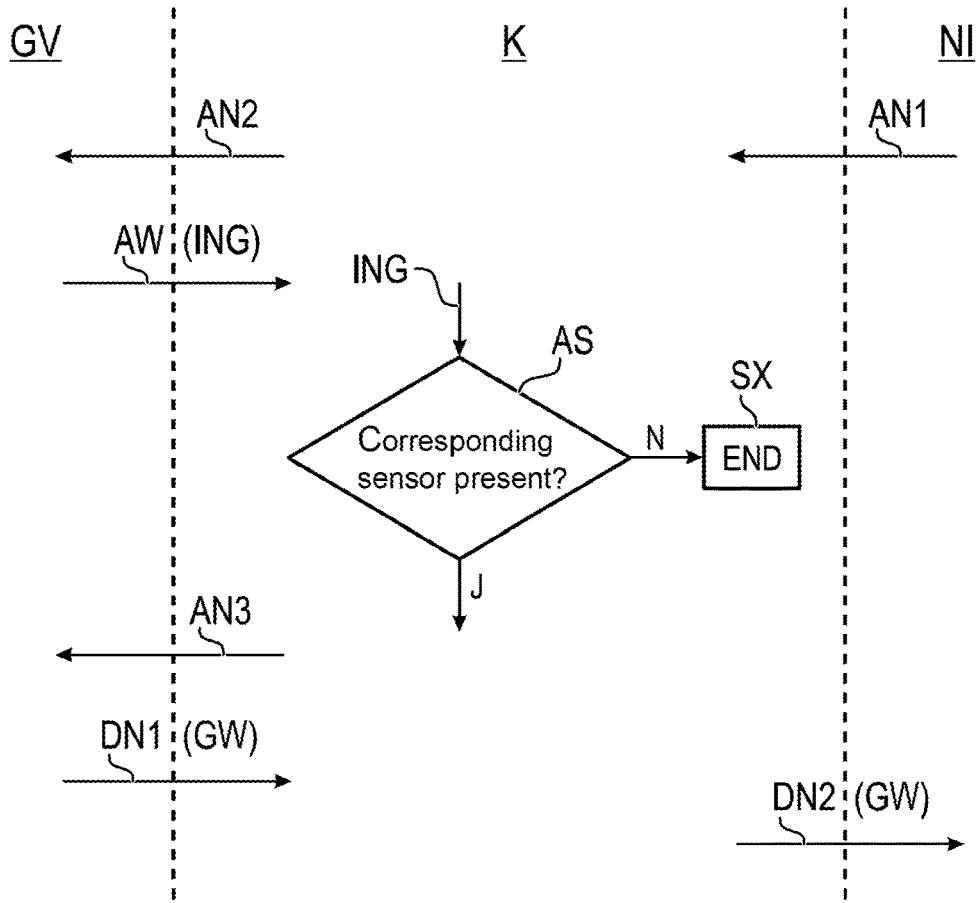 GV
K
NI
AN2
AN1
AW (ING)
ING
AS
SX
Corresponding
sensor present?
N
END
J
AN3
DN1 (GW)
DN2 (GW)